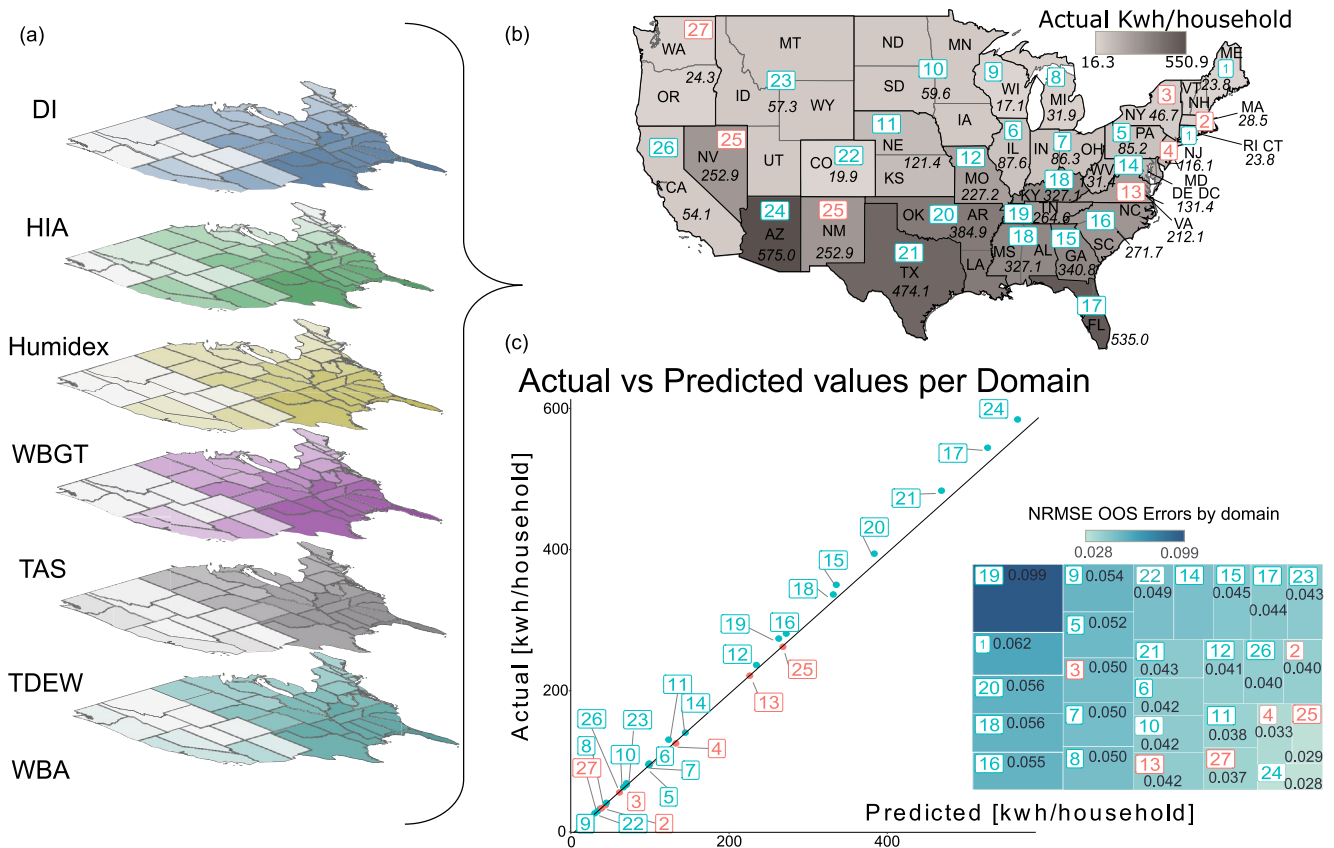 (a)
DI
HIA
Humidex
WBGT
TAS
TDEW
WBA
(b)
Actual Kwh/household
16.3
550.9
WA
27
MT
ND
MN
ME
1
23.8
24.3
OR
ID
23
57.3
WY
SD
10
59.6
9
WI
17.1
8
MI
31.9
3
NY
46.7
VT
NH
2
MA
28.5
1
RI CT
23.8
26
CA
54.1
25
NV
252.9
UT
CO
22
19.9
11
NE
121.4
KS
IA
6
IL
87.6
IN
7
86.3
OH
5
PA
85.2
4
NJ
116.1
14
WV
131.4
MD
DE DC
131.4
12
MO
227.2
18
KY
327.1
13
VA
212.1
24
AZ
575.0
25
NM
252.9
OK
20
AR
384.9
19
TN
264.6
NC
16
SC
271.7
21
TX
474.1
LA
18
MS
AL
327.1
15
GA
340.8
17
FL
535.0
(c)
Actual vs Predicted values per Domain
Actual [kwh/household]
600
400
200
0
24
17
21
20
15
18
16
19
12
25
13
11
14
26
23
8
10
6
4
27
7
3
5
9
22
2
0
200
400
Predicted [kwh/household]
NRMSE OOS Errors by domain
0.028
0.099
19 0.099
9 0.054
22
0.049
14
15
0.045
17
0.044
23
0.043
1 0.062
5 0.052
3 0.050
21
0.043
12
0.041
26
0.040
2
0.040
20 0.056
6
0.042
18 0.056
7 0.050
10
0.042
11
0.038
4
0.033
25
0.029
16 0.055
8 0.050
13
0.042
27
0.037
24
0.028